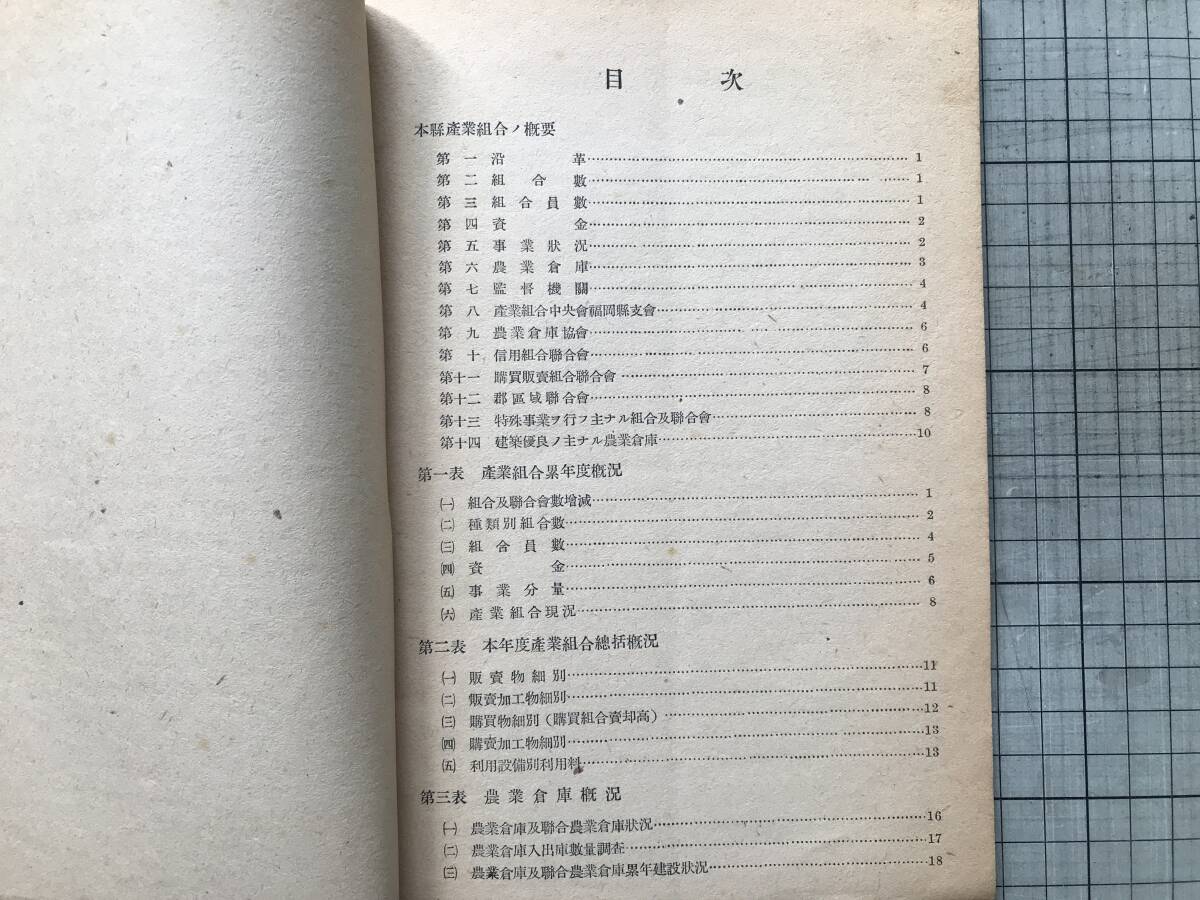 目次
本縣產業組合ノ概要
第一 沿革 1
第二 組合數 1
第三 組合員數 1
第四 資金 2
第五 事業狀況 2
第六 農業倉庫 3
第七 監督機關 4
第八 產業組合中央會福岡縣支會 4
第九 農業倉庫協會 6
第十 信用組合聯合會 6
第十一 購買販賣組合聯合會 7
第十二 郡區域聯合會 8
第十三 特殊事業ヲ行フ主ナル組合及聯合會 8
第十四 建築優良ノ主ナル農業倉庫 10
第一表 產業組合累年度概況
㈠ 組合及聯合會數增減 1
㈡ 種類別組合數 2
㈢ 組合員數 4
㈣ 資金 5
㈤ 事業分量 6
㈥ 產業組合現況 8
第二表 本年度產業組合總括概況
㈠ 販賣物細別 11
㈡ 販賣加工物細別 11
㈢ 購買物細別(購買組合賣却高) 12
㈣ 購賣加工物細別 13
㈤ 利用設備別利用料 13
第三表 農業倉庫概況
㈠ 農業倉庫及聯合農業倉庫狀況 16
㈡ 農業倉庫入出庫數量調査 17
㈢ 農業倉庫及聯合農業倉庫累年建設狀況 18